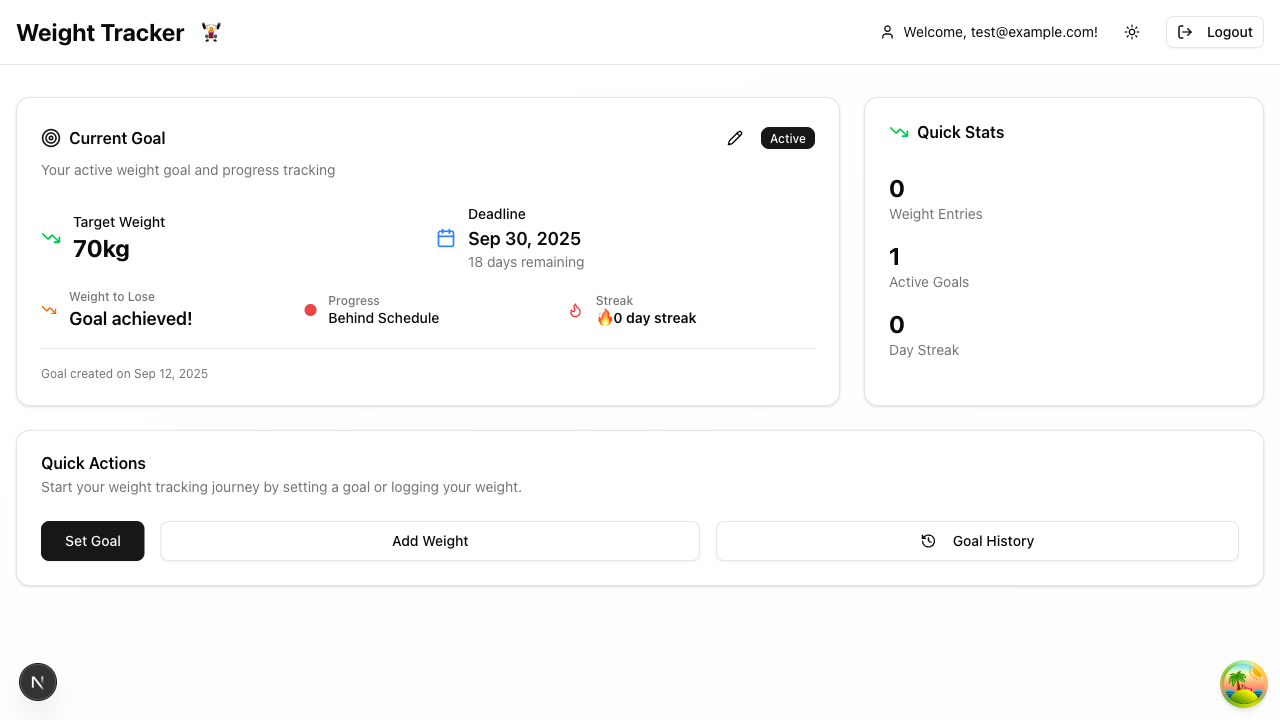 Weight Tracker 🏋️
Welcome, test@example.com!
Logout
Current Goal
Active
Your active weight goal and progress tracking
Target Weight
70kg
Deadline
Sep 30, 2025
18 days remaining
Weight to Lose
Goal achieved!
Progress
Behind Schedule
Streak
🔥0 day streak
Goal created on Sep 12, 2025
Quick Stats
0
Weight Entries
1
Active Goals
0
Day Streak
Quick Actions
Start your weight tracking journey by setting a goal or logging your weight.
Set Goal
Add Weight
Goal History
N